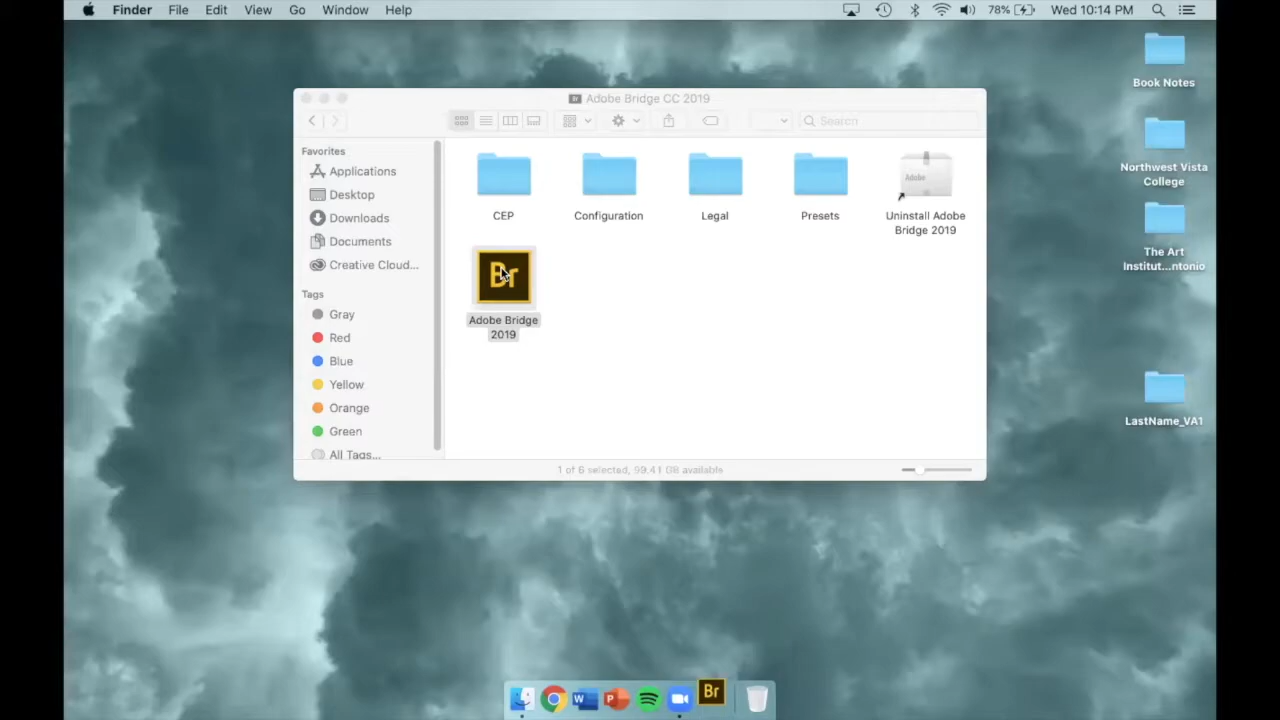 Finder File Edit View Go Window Help 78% Wed 10:14 PM
Adobe Bridge CC 2019
Search
Favorites
Applications
Desktop
Downloads
Documents
Creative Cloud...
Tags
Gray
Red
Blue
Yellow
Orange
Green
All Tags...
CEP
Configuration
Legal
Presets
Adobe
Uninstall Adobe
Bridge 2019
Br
Adobe Bridge
2019
1 of 6 selected, 99.41 GB available
Book Notes
Northwest Vista
College
The Art
Institut...ntonio
LastName_VA1
W
P
Br